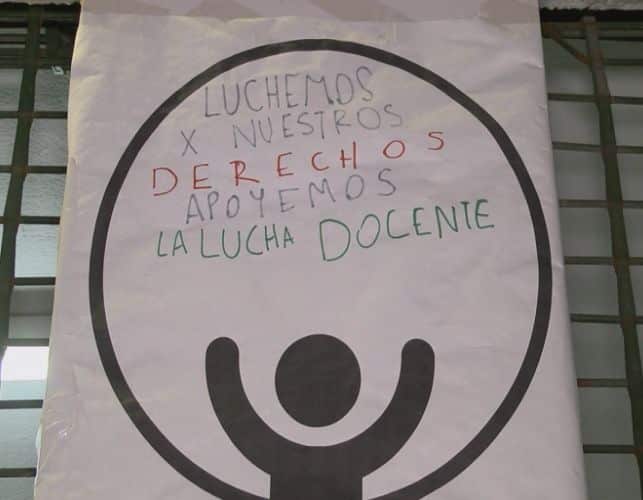 LUCHEMOS
X NUESTROS
DERECHOS
APOYEMOS
LA LUCHA DOCENTE